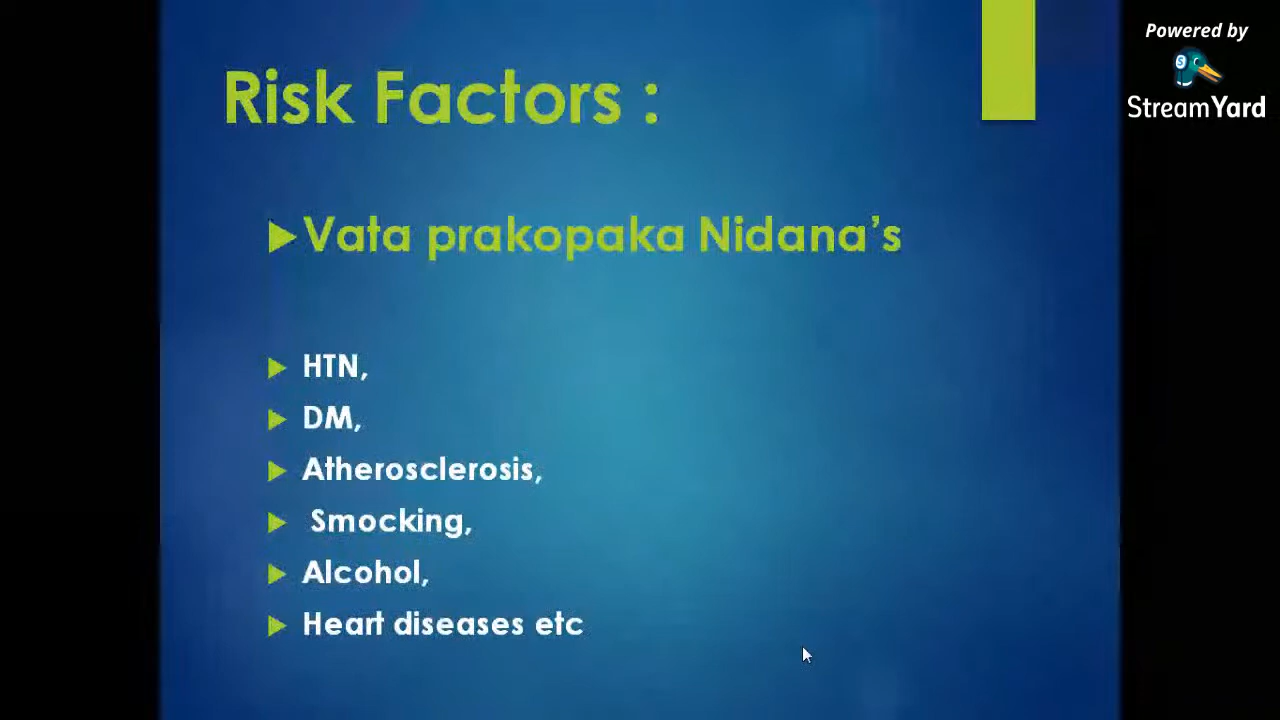 Powered by
StreamYard
Risk Factors :
Vata prakopaka Nidana's
HTN,
DM,
Atherosclerosis,
Smocking,
Alcohol,
Heart diseases etc